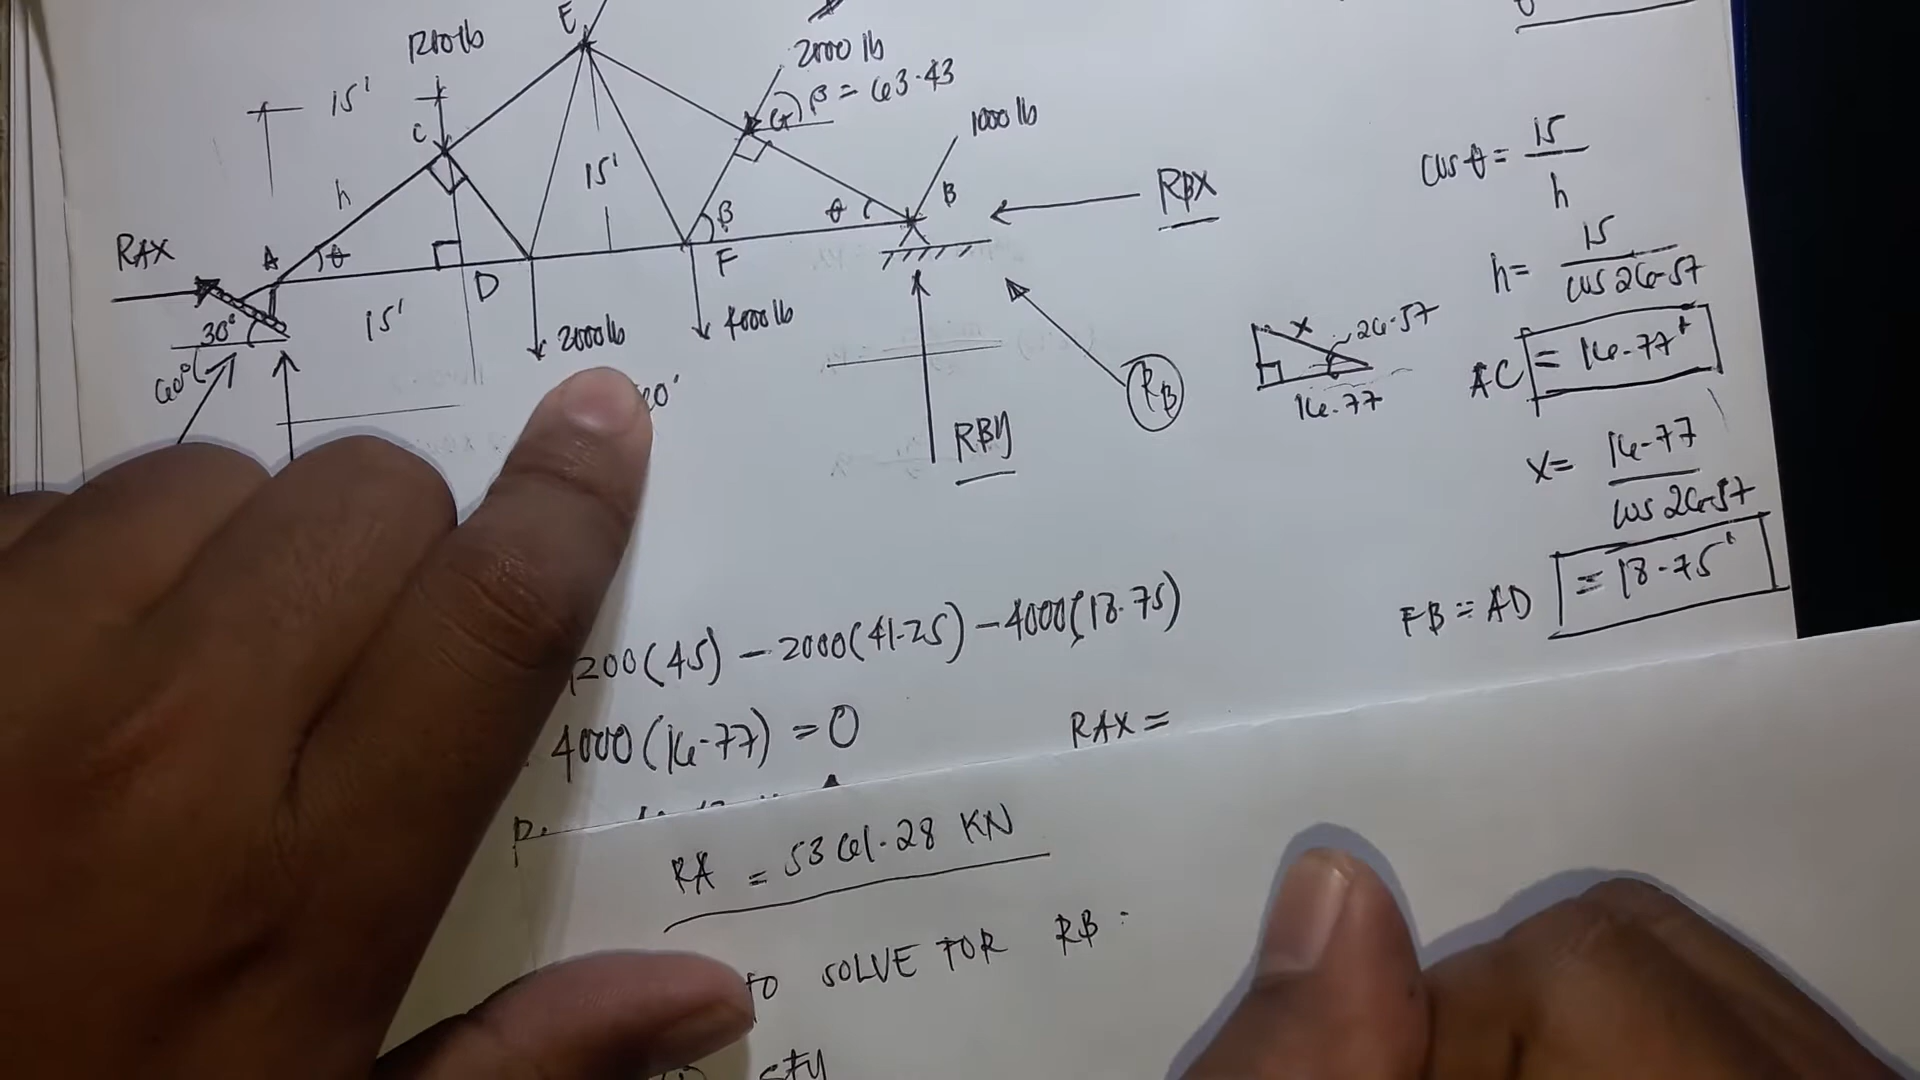 E
1200 lb
2000 lb
15'
β = 63.43
G
C
1000 lb
RBX
15'
h
β
θ
B
RAX
A
θ
F
D
30°
15'
2000 lb
4000 lb
60°
RBY
RB
Cos θ = 15 / h
h = 15 / cos 26.57
AC = 16.77'
X
26.57
16.77
X = 16.77 / cos 26.57
FB = AD = 18.75'
200(45) - 2000(41.25) - 4000(18.75)
4000(16.77) = 0
RAX =
RA = 5361.28 KN
TO SOLVE FOR RB :